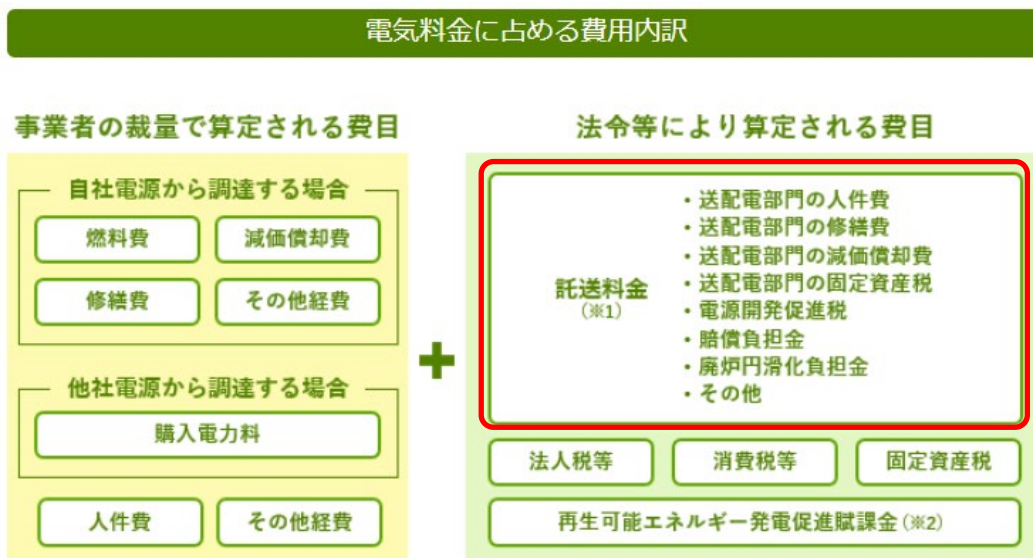 電気料金に占める費用内訳
事業者の裁量で算定される費目
自社電源から調達する場合
燃料費
減価償却費
修繕費
その他経費
他社電源から調達する場合
購入電力料
人件費
その他経費
+
法令等により算定される費目
託送料金
(※1)
・送配電部門の人件費
・送配電部門の修繕費
・送配電部門の減価償却費
・送配電部門の固定資産税
・電源開発促進税
・賠償負担金
・廃炉円滑化負担金
・その他
法人税等
消費税等
固定資産税
再生可能エネルギー発電促進賦課金(※2)